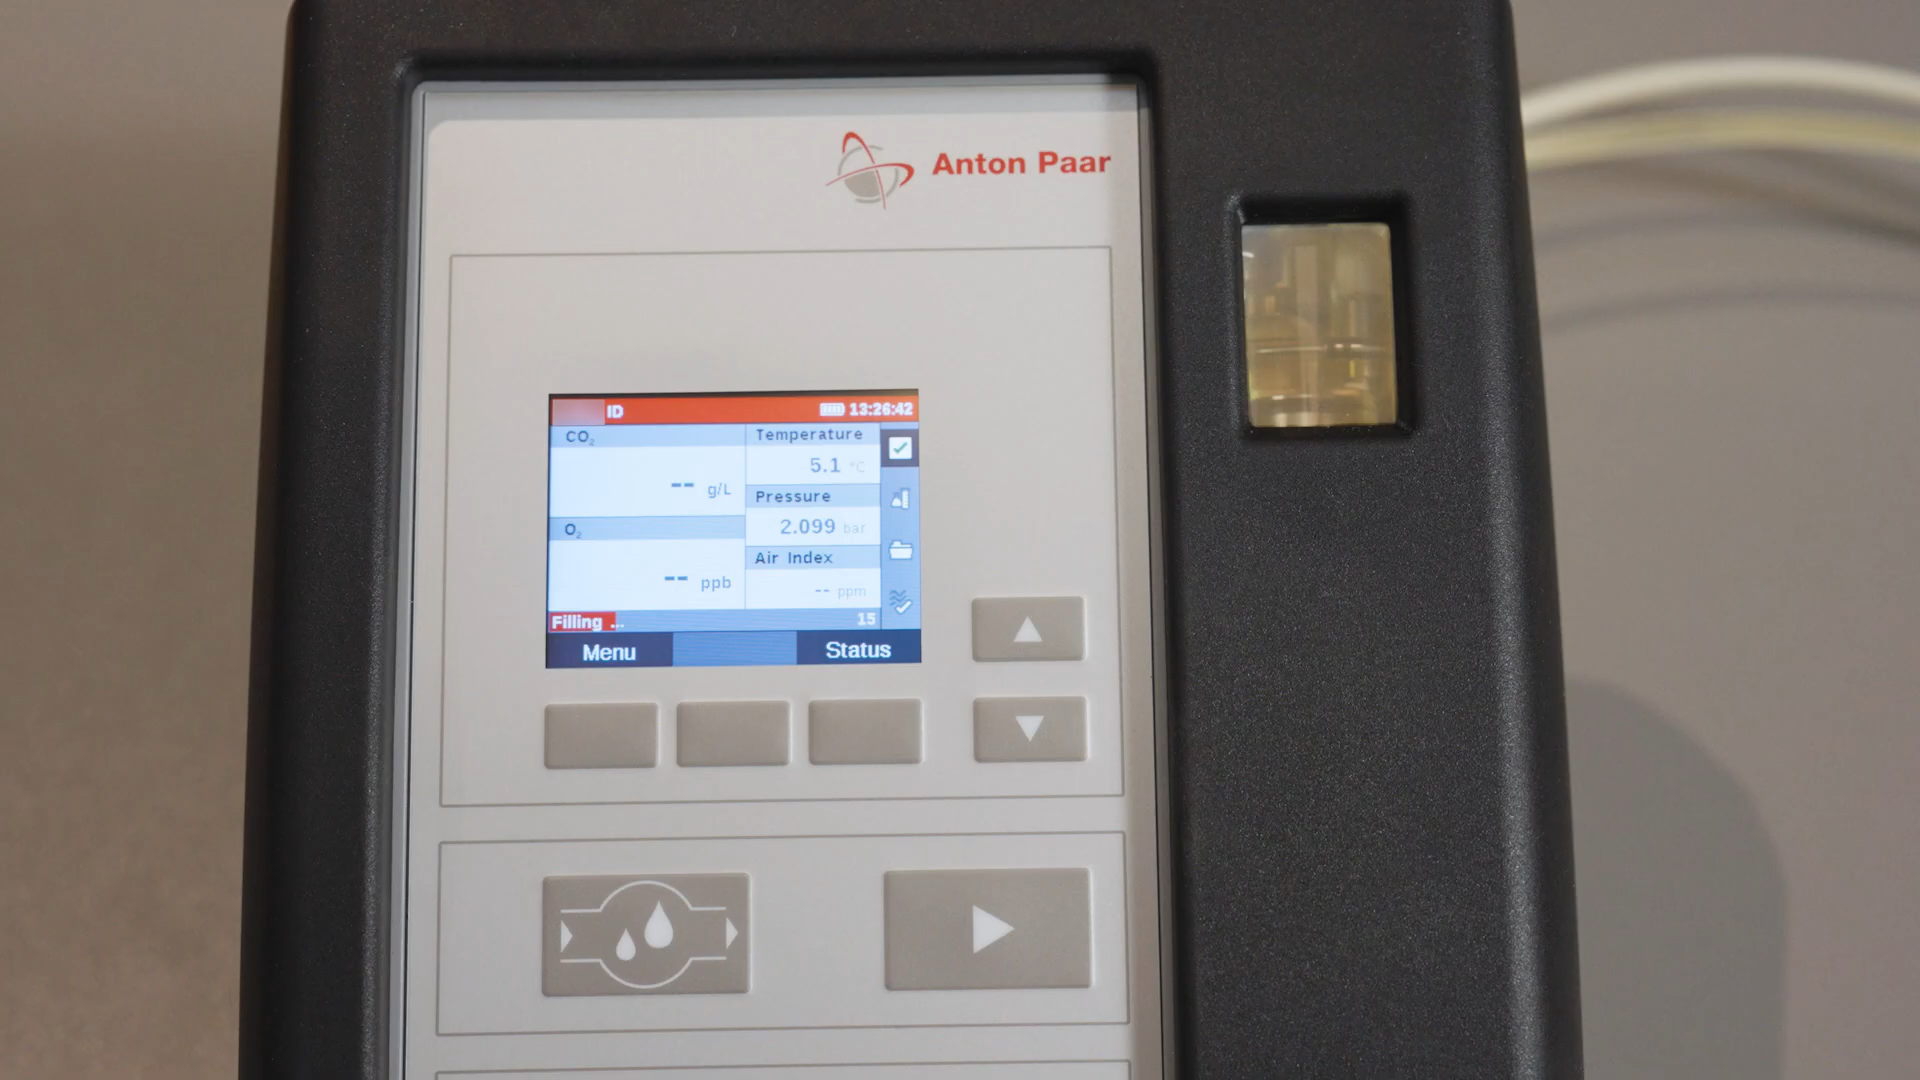 Anton Paar
ID 13:26:42
CO₂
-- g/L
O₂
-- ppb
Temperature
5.1 °C
Pressure
2.099 bar
Air Index
-- ppm
Filling ... 15
Menu Status